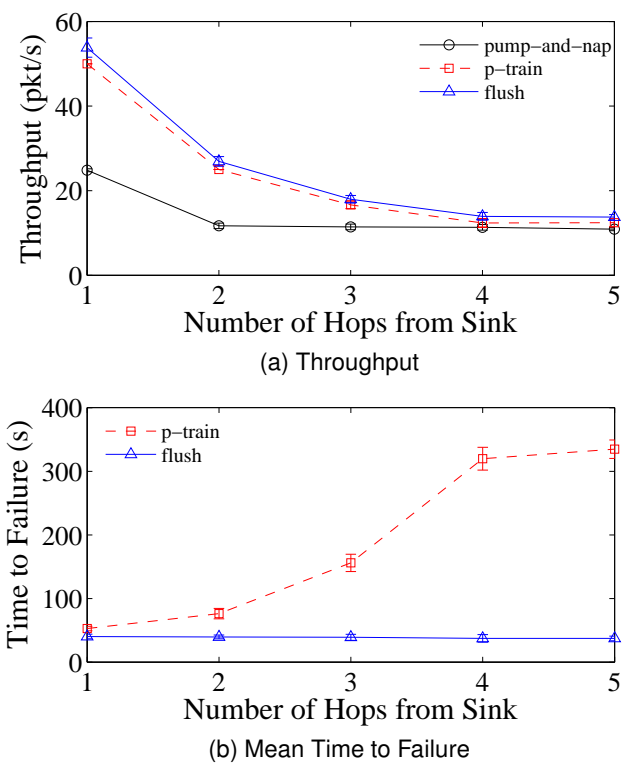 60
40
20
0
1
2
3
4
5
Throughput (pkt/s)
pump−and−nap
p−train
flush
Number of Hops from Sink
(a) Throughput
400
300
200
100
0
1
2
3
4
5
Time to Failure (s)
p−train
flush
Number of Hops from Sink
(b) Mean Time to Failure